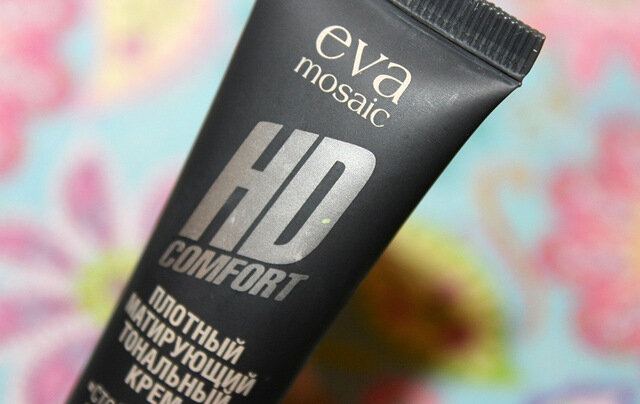 eva
mosaic
HD
COMFORT
ПЛОТНЫЙ
МАТИРУЮЩИЙ
ТОНАЛЬНЫЙ
КРЕМ